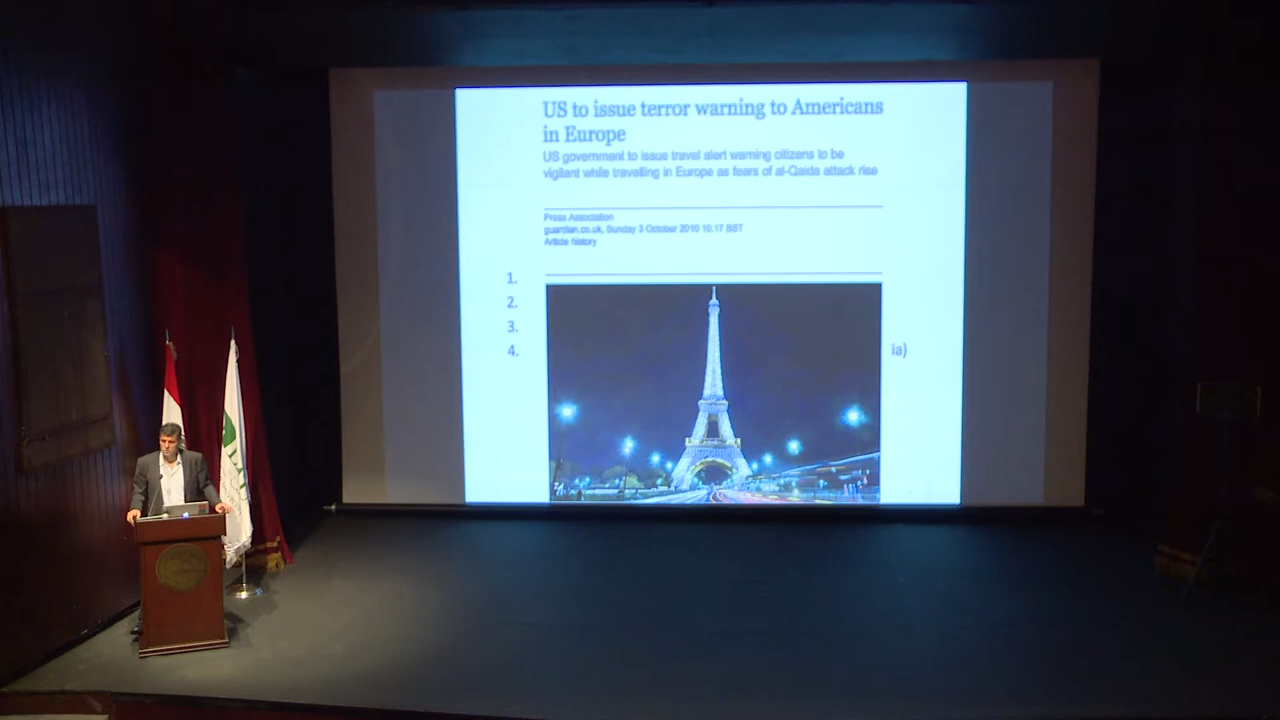 US to issue terror warning to Americans
in Europe
US government to issue travel alert warning citizens to be
vigilant while travelling in Europe as fears of al-Qaida attack rise
Press Association
guardian.co.uk, Sunday 3 October 2010 10.17 BST
Article history
1.
2.
3.
4.
ia)